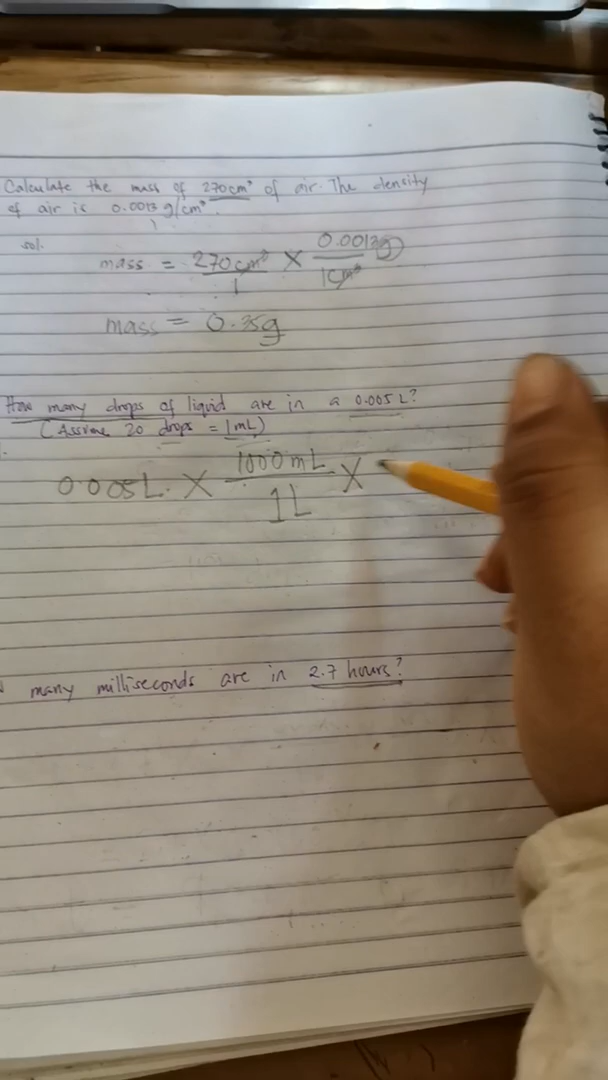 Calculate the mass of 270cm³ of air. The density
of air is 0.0013 g/cm³.
sol.
mass = 270cm³ / 1 × 0.0013g / 1cm³
mass = 0.35g
How many drops of liquid are in a 0.005 L?
(Assume 20 drops = 1mL)
0.005L × 1000mL / 1L ×
many milliseconds are in 2.7 hours?